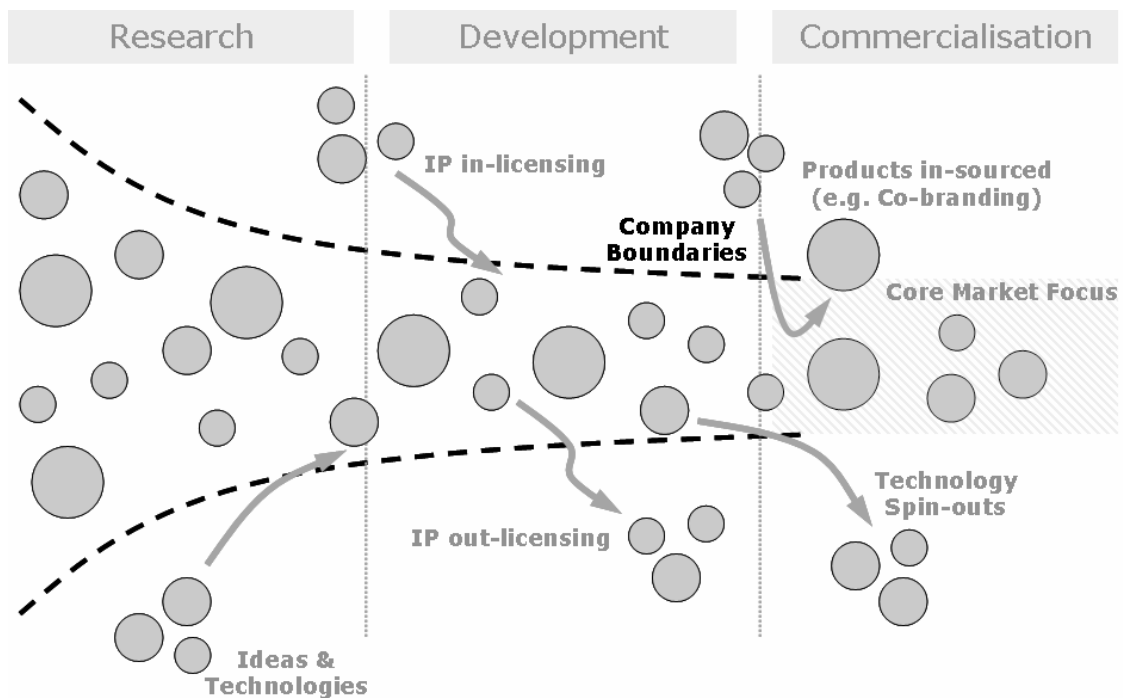 Research
Development
Commercialisation
IP in-licensing
Products in-sourced
(e.g. Co-branding)
Company
Boundaries
Core Market Focus
IP out-licensing
Technology
Spin-outs
Ideas &
Technologies